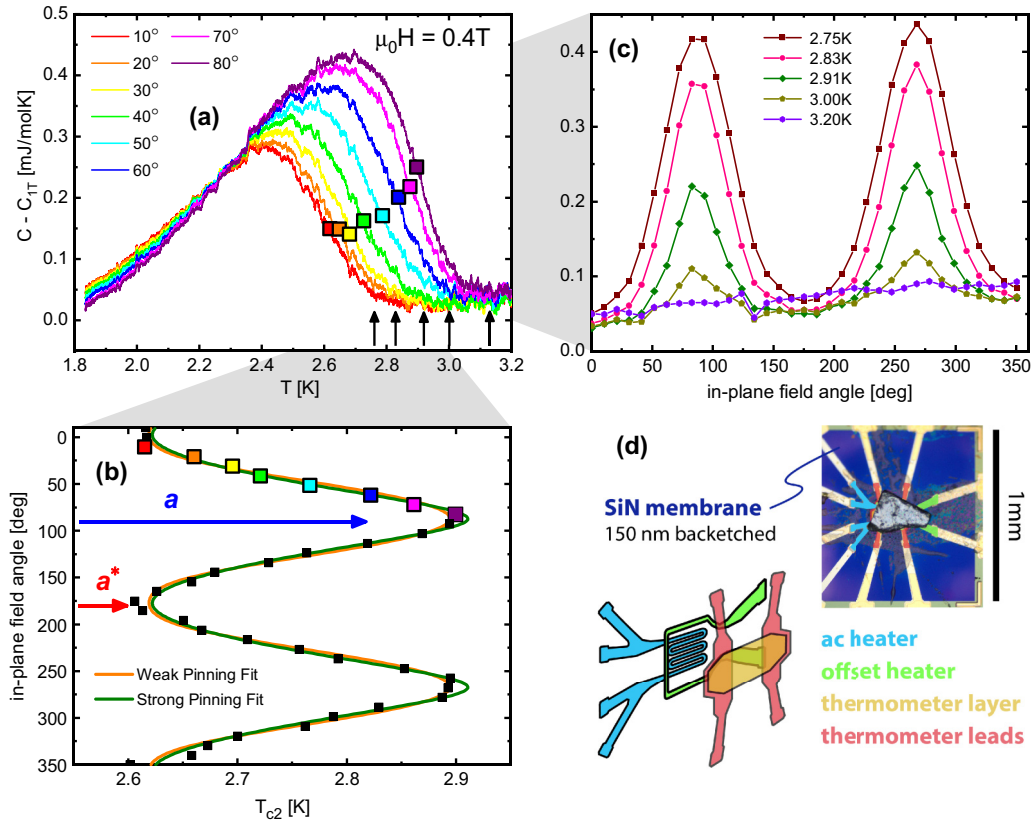 (a)
μ₀H = 0.4T
10°
20°
30°
40°
50°
60°
70°
80°
C - C₁T [mJ/molK]
0.5
0.4
0.3
0.2
0.1
0.0
1.8 2.0 2.2 2.4 2.6 2.8 3.0 3.2
T [K]
(c)
2.75K
2.83K
2.91K
3.00K
3.20K
0.4
0.3
0.2
0.1
0.0
0 50 100 150 200 250 300 350
in-plane field angle [deg]
(b)
a
a*
Weak Pinning Fit
Strong Pinning Fit
in-plane field angle [deg]
0
50
100
150
200
250
300
350
2.6 2.7 2.8 2.9
Tc2 [K]
(d)
SiN membrane
150 nm backetched
1mm
ac heater
offset heater
thermometer layer
thermometer leads